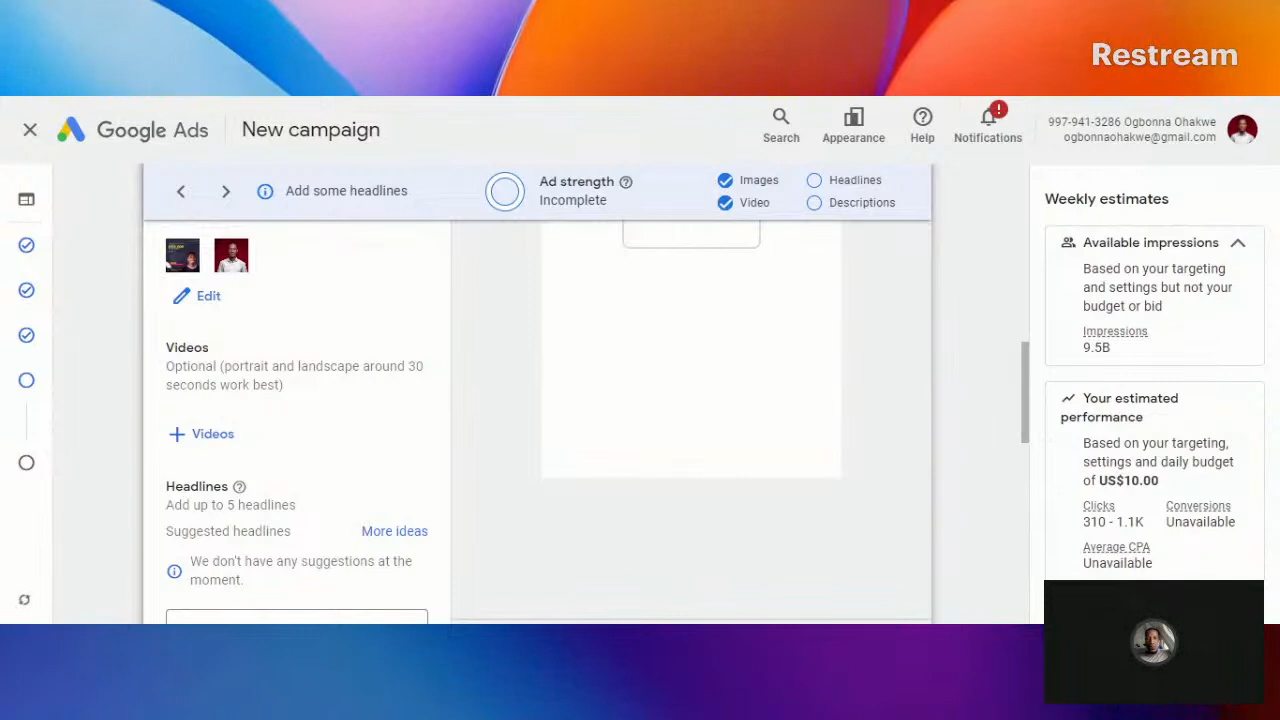 Restream
Google Ads
New campaign
Search
Appearance
Help
Notifications
997-941-3286 Ogbonna Ohakwe
ogbonnaohakwe@gmail.com
Add some headlines
Ad strength
Incomplete
Images
Headlines
Video
Descriptions
Edit
Videos
Optional (portrait and landscape around 30
seconds work best)
+ Videos
Headlines
Add up to 5 headlines
Suggested headlines
More ideas
We don't have any suggestions at the
moment.
Weekly estimates
Available impressions
Based on your targeting
and settings but not your
budget or bid
Impressions
9.5B
Your estimated
performance
Based on your targeting,
settings and daily budget
of US$10.00
Clicks
Conversions
310 - 1.1K
Unavailable
Average CPA
Unavailable